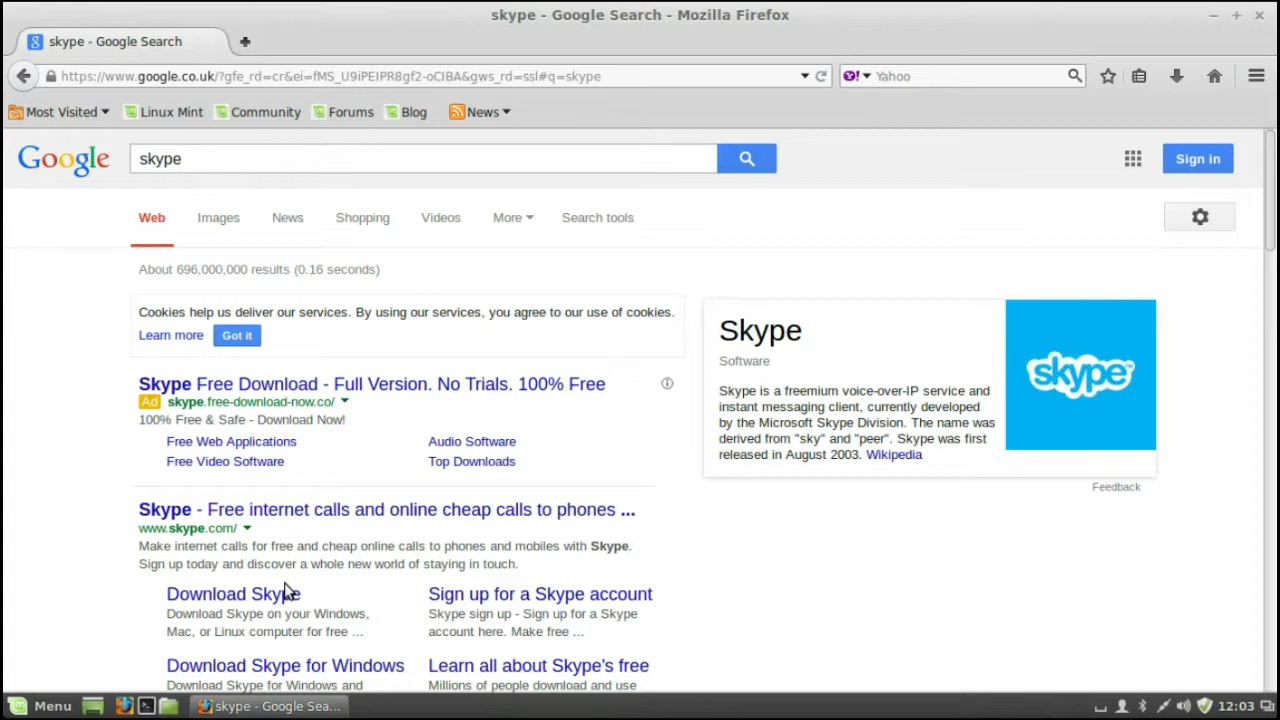 skype - Google Search - Mozilla Firefox
skype - Google Search
https://www.google.co.uk/?gfe_rd=cr&ei=fMS_U9iPEIPR8gf2-oCIBA&gws_rd=ssl#q=skype
Yahoo
Most Visited
Linux Mint
Community
Forums
Blog
News
Google
skype
Sign in
Web
Images
News
Shopping
Videos
More
Search tools
About 696,000,000 results (0.16 seconds)
Cookies help us deliver our services. By using our services, you agree to our use of cookies.
Learn more
Got it
Skype Free Download - Full Version. No Trials. 100% Free
Ad skype.free-download-now.co/
100% Free & Safe - Download Now!
Free Web Applications
Audio Software
Free Video Software
Top Downloads
Skype - Free internet calls and online cheap calls to phones ...
www.skype.com/
Make internet calls for free and cheap online calls to phones and mobiles with Skype.
Sign up today and discover a whole new world of staying in touch.
Download Skype
Download Skype on your Windows,
Mac, or Linux computer for free ...
Sign up for a Skype account
Skype sign up - Sign up for a Skype
account here. Make free ...
Download Skype for Windows
Download Skype for Windows and
Learn all about Skype's free
Millions of people download and use
Skype
Software
Skype is a freemium voice-over-IP service and
instant messaging client, currently developed
by the Microsoft Skype Division. The name was
derived from "sky" and "peer". Skype was first
released in August 2003. Wikipedia
skype™
Feedback
Menu
skype - Google Sea...
12:03